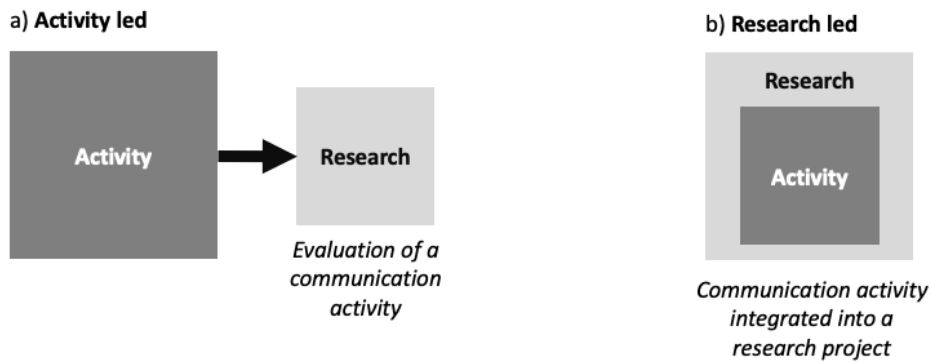 a) Activity led
Activity
Research
Evaluation of a
communication
activity
b) Research led
Research
Activity
Communication activity
integrated into a
research project